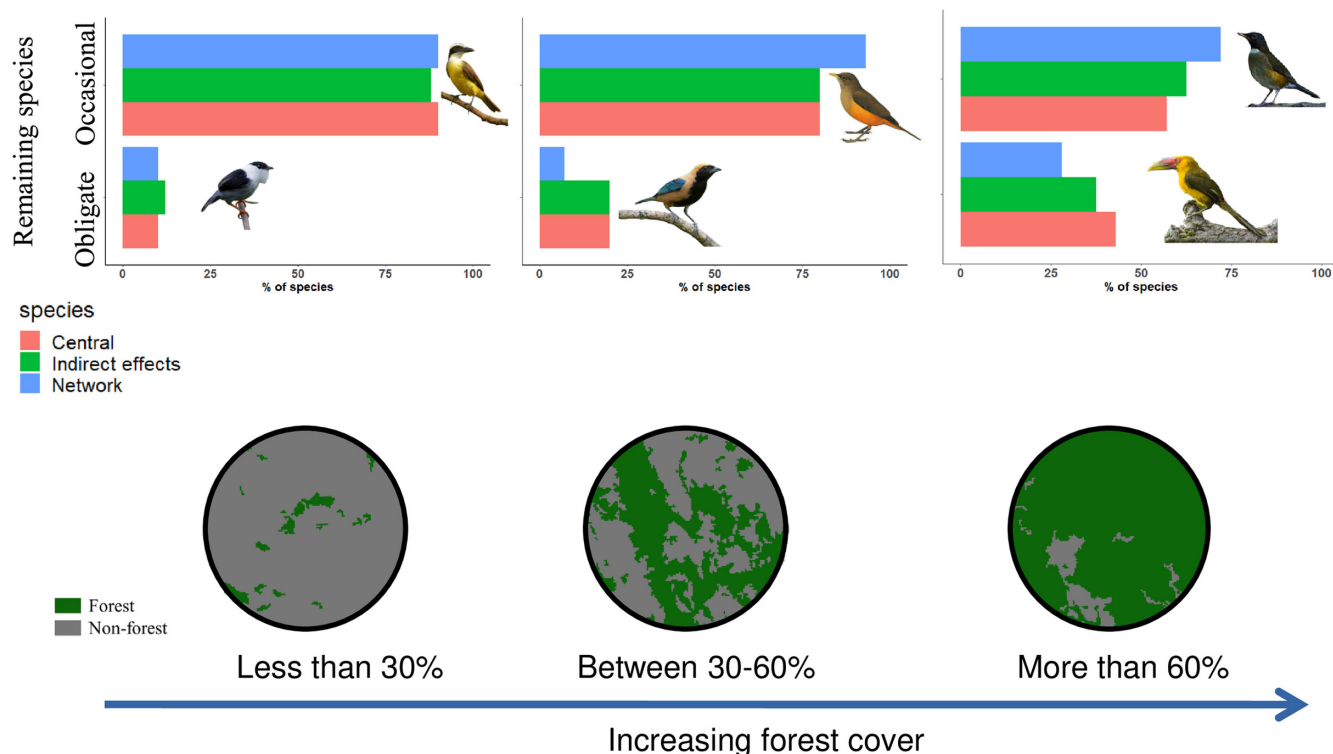 Remaining species
Occasional
Obligate
0 25 50 75 100
% of species
0 25 50 75 100
% of species
0 25 50 75 100
% of species
species
Central
Indirect effects
Network
Forest
Non-forest
Less than 30%
Between 30-60%
More than 60%
Increasing forest cover